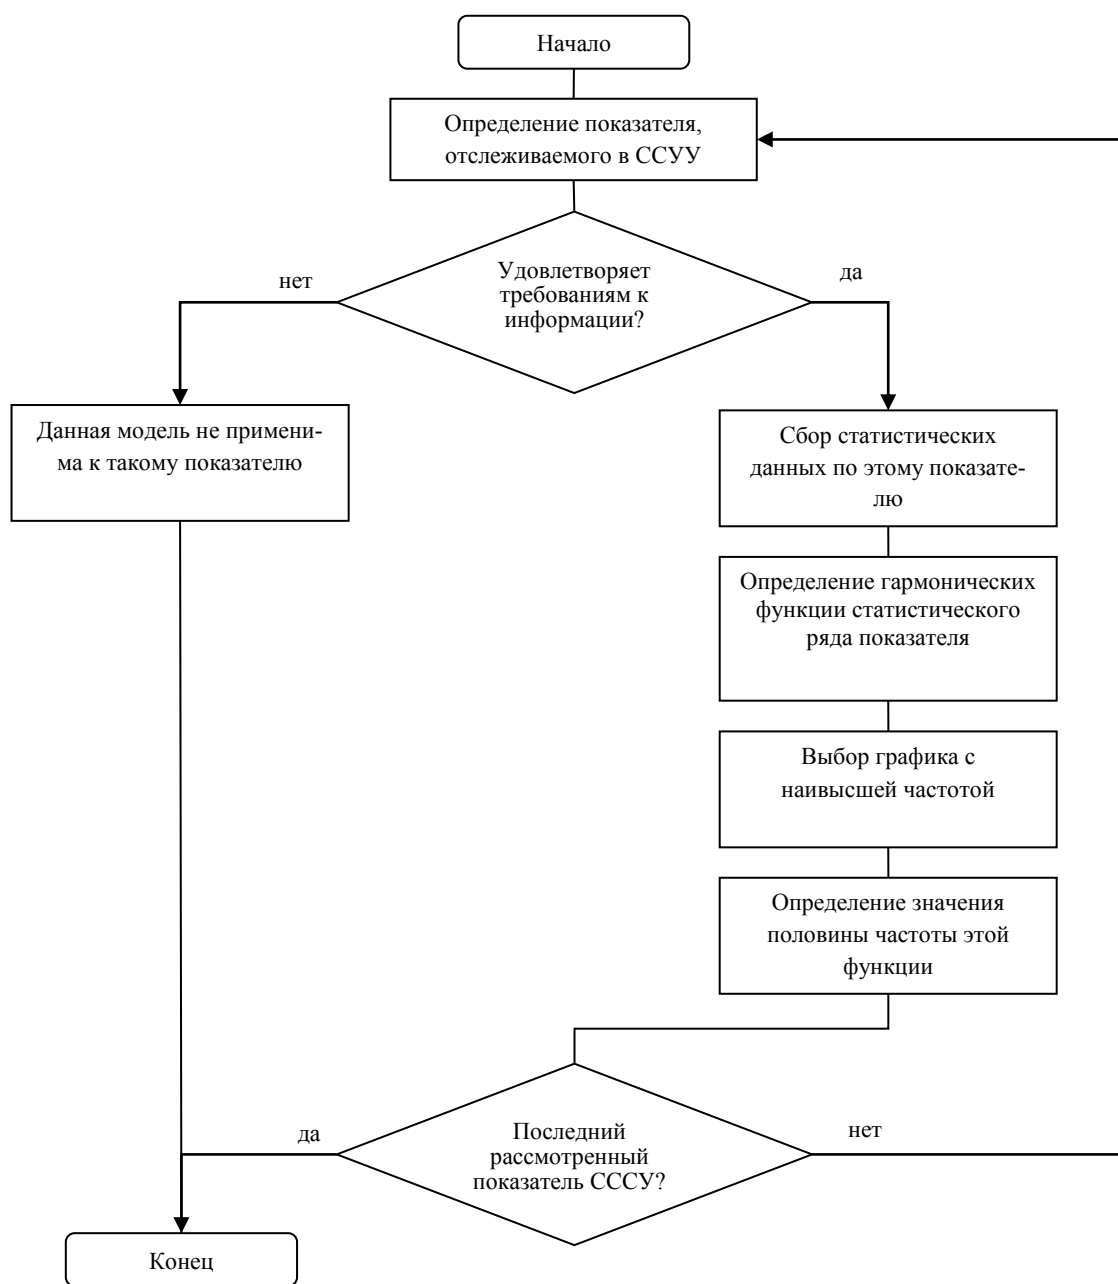 Начало
Определение показателя,
отслеживаемого в ССУУ
Удовлетворяет
требованиям к
информации?
нет
да
Данная модель не примени-
ма к такому показателю
Сбор статистических
данных по этому показате-
лю
Определение гармонических
функции статистического
ряда показателя
Выбор графика с
наивысшей частотой
Определение значения
половины частоты этой
функции
да
Последний
рассмотренный
показатель СССУ?
нет
Конец